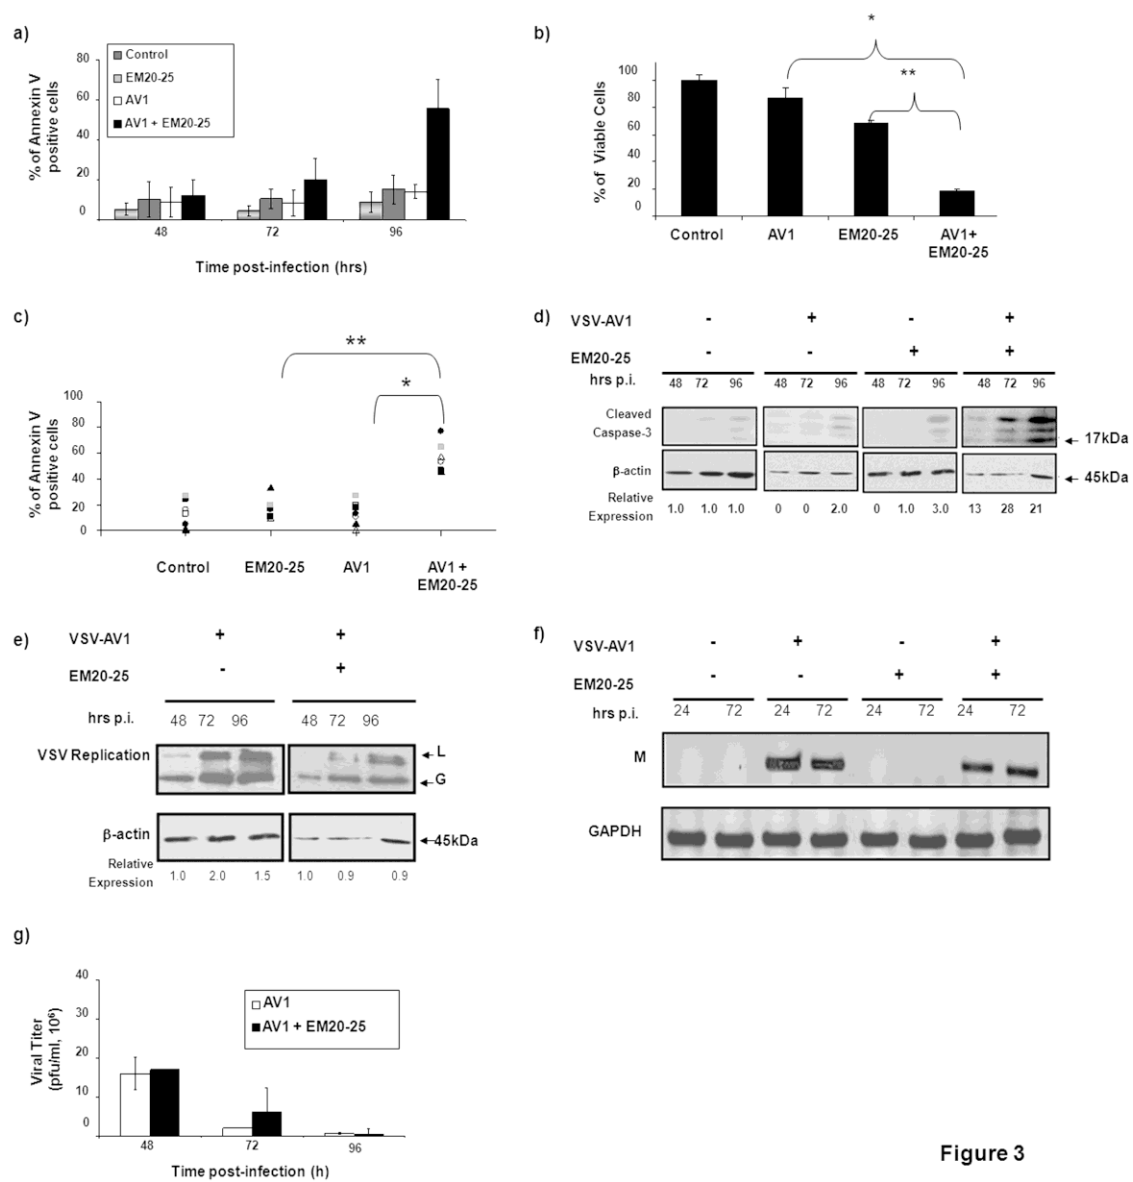 a)
% of Annexin V
positive cells
80
60
40
20
0
Control
EM20-25
AV1
AV1 + EM20-25
48 72 96
Time post-infection (hrs)
b)
% of Viable Cells
100
80
60
40
20
0
*
**
Control AV1 EM20-25 AV1+
EM20-25
c)
% of Annexin V
positive cells
100
80
60
40
20
0
**
*
Control EM20-25 AV1 AV1 +
EM20-25
d)
VSV-AV1 - + - +
EM20-25 - - + +
hrs p.i. 48 72 96 48 72 96 48 72 96 48 72 96
Cleaved
Caspase-3
17kDa
β-actin 45kDa
Relative
Expression 1.0 1.0 1.0 0 0 2.0 0 1.0 3.0 13 28 21
e)
VSV-AV1 + +
EM20-25 - +
hrs p.i. 48 72 96 48 72 96
VSV Replication L
G
β-actin 45kDa
Relative
Expression 1.0 2.0 1.5 1.0 0.9 0.9
f)
VSV-AV1 - + - +
EM20-25 - - + +
hrs p.i. 24 72 24 72 24 72 24 72
M
GAPDH
g)
Viral Titer
(pfu/ml, 10⁶)
40
30
20
10
0
AV1
AV1 + EM20-25
48 72 96
Time post-infection (h)
Figure 3